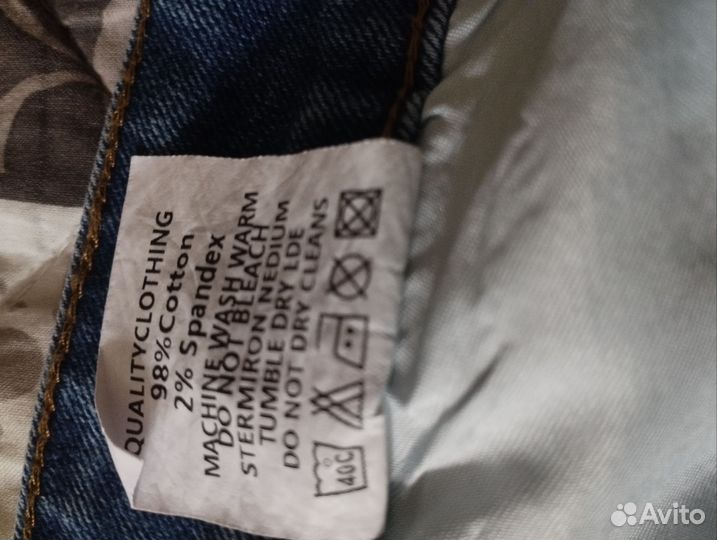 QUALITYCLOTHING
98%Cotton
2% Spandex
MACHINE WASH WARM
DO NOT BLEACH
STERMIRON NEDIUM
TUMBLE DRY LDE
DO NOT DRY CLEANS
40C
Avito